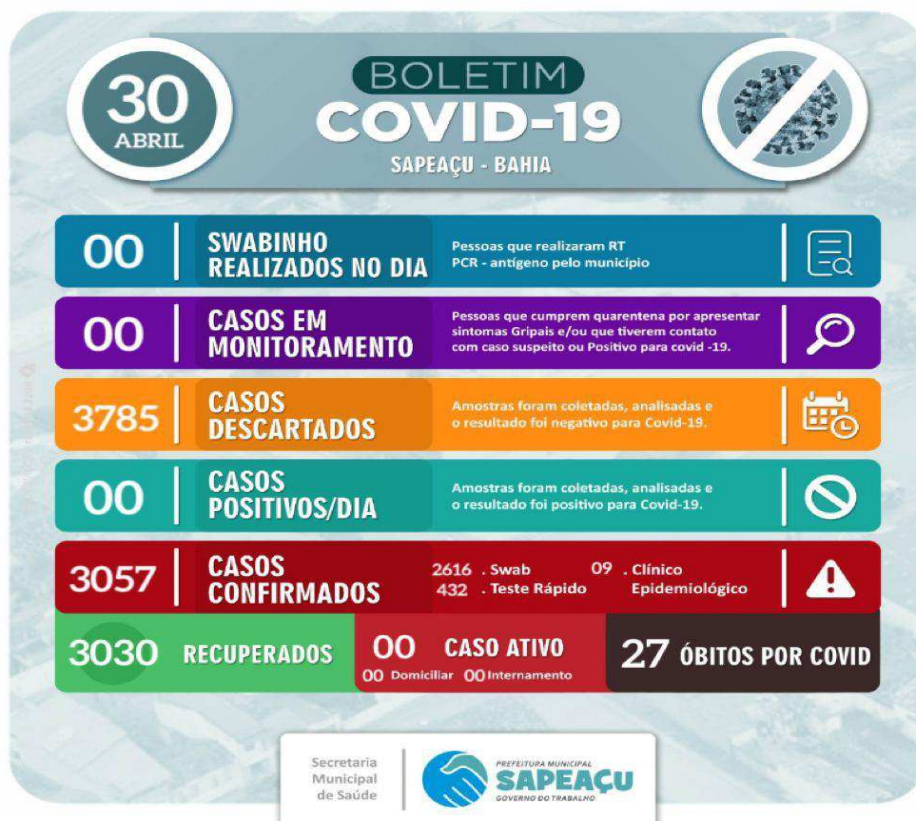 30
ABRIL
BOLETIM
COVID-19
SAPEAÇU - BAHIA
00
SWABINHO
REALIZADOS NO DIA
Pessoas que realizaram RT
PCR - antígeno pelo município
00
CASOS EM
MONITORAMENTO
Pessoas que cumprem quarentena por apresentar
sintomas Gripais e/ou que tiverem contato
com caso suspeito ou Positivo para covid -19.
3785
CASOS
DESCARTADOS
Amostras foram coletadas, analisadas e
o resultado foi negativo para Covid-19.
00
CASOS
POSITIVOS/DIA
Amostras foram coletadas, analisadas e
o resultado foi positivo para Covid-19.
3057
CASOS
CONFIRMADOS
2616 . Swab
432 . Teste Rápido
09 . Clínico
Epidemiológico
3030 RECUPERADOS
00 CASO ATIVO
00 Domiciliar 00 Internamento
27 ÓBITOS POR COVID
Secretaria
Municipal
de Saúde
PREFEITURA MUNICIPAL
SAPEAÇU
GOVERNO DO TRABALHO